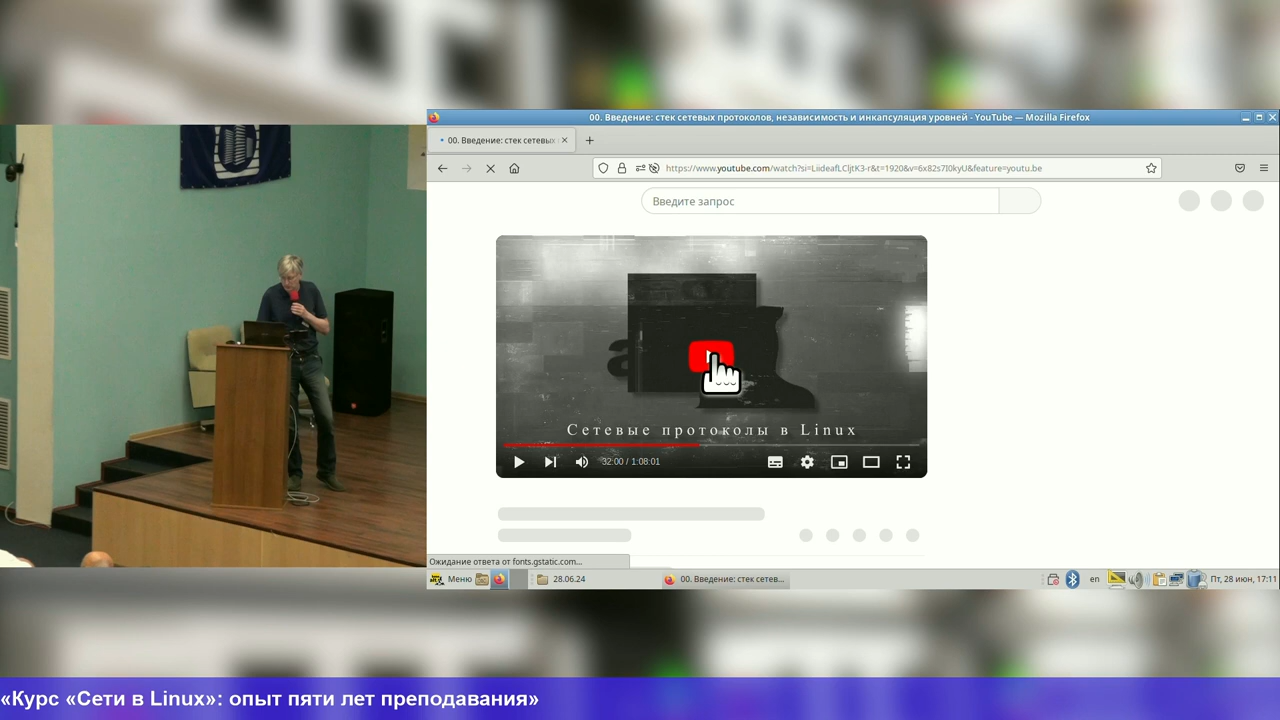 00. Введение: стек сетевых протоколов, независимость и инкапсуляция уровней - YouTube — Mozilla Firefox
00. Введение: стек сетевых
https://www.youtube.com/watch?si=LiideafLCljtK3-r&t=1920&v=6x82s7I0kyU&feature=youtu.be
Введите запрос
Сетевые протоколы в Linux
32:00 / 1:08:01
Ожидание ответа от fonts.gstatic.com...
Меню
28.06.24
00. Введение: стек сетев...
en
Пт, 28 июн, 17:11
«Курс «Сети в Linux»: опыт пяти лет преподавания»